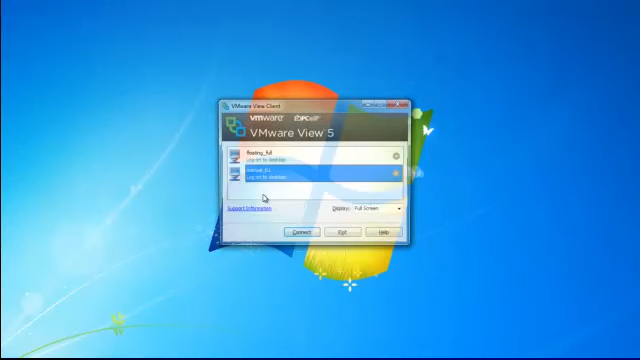 VMware View Client
vmware PCoIP
VMware View 5
floating_full
Log on to desktop
Log on to desktop
Support Information
Display: Full Screen
Connect Exit Help